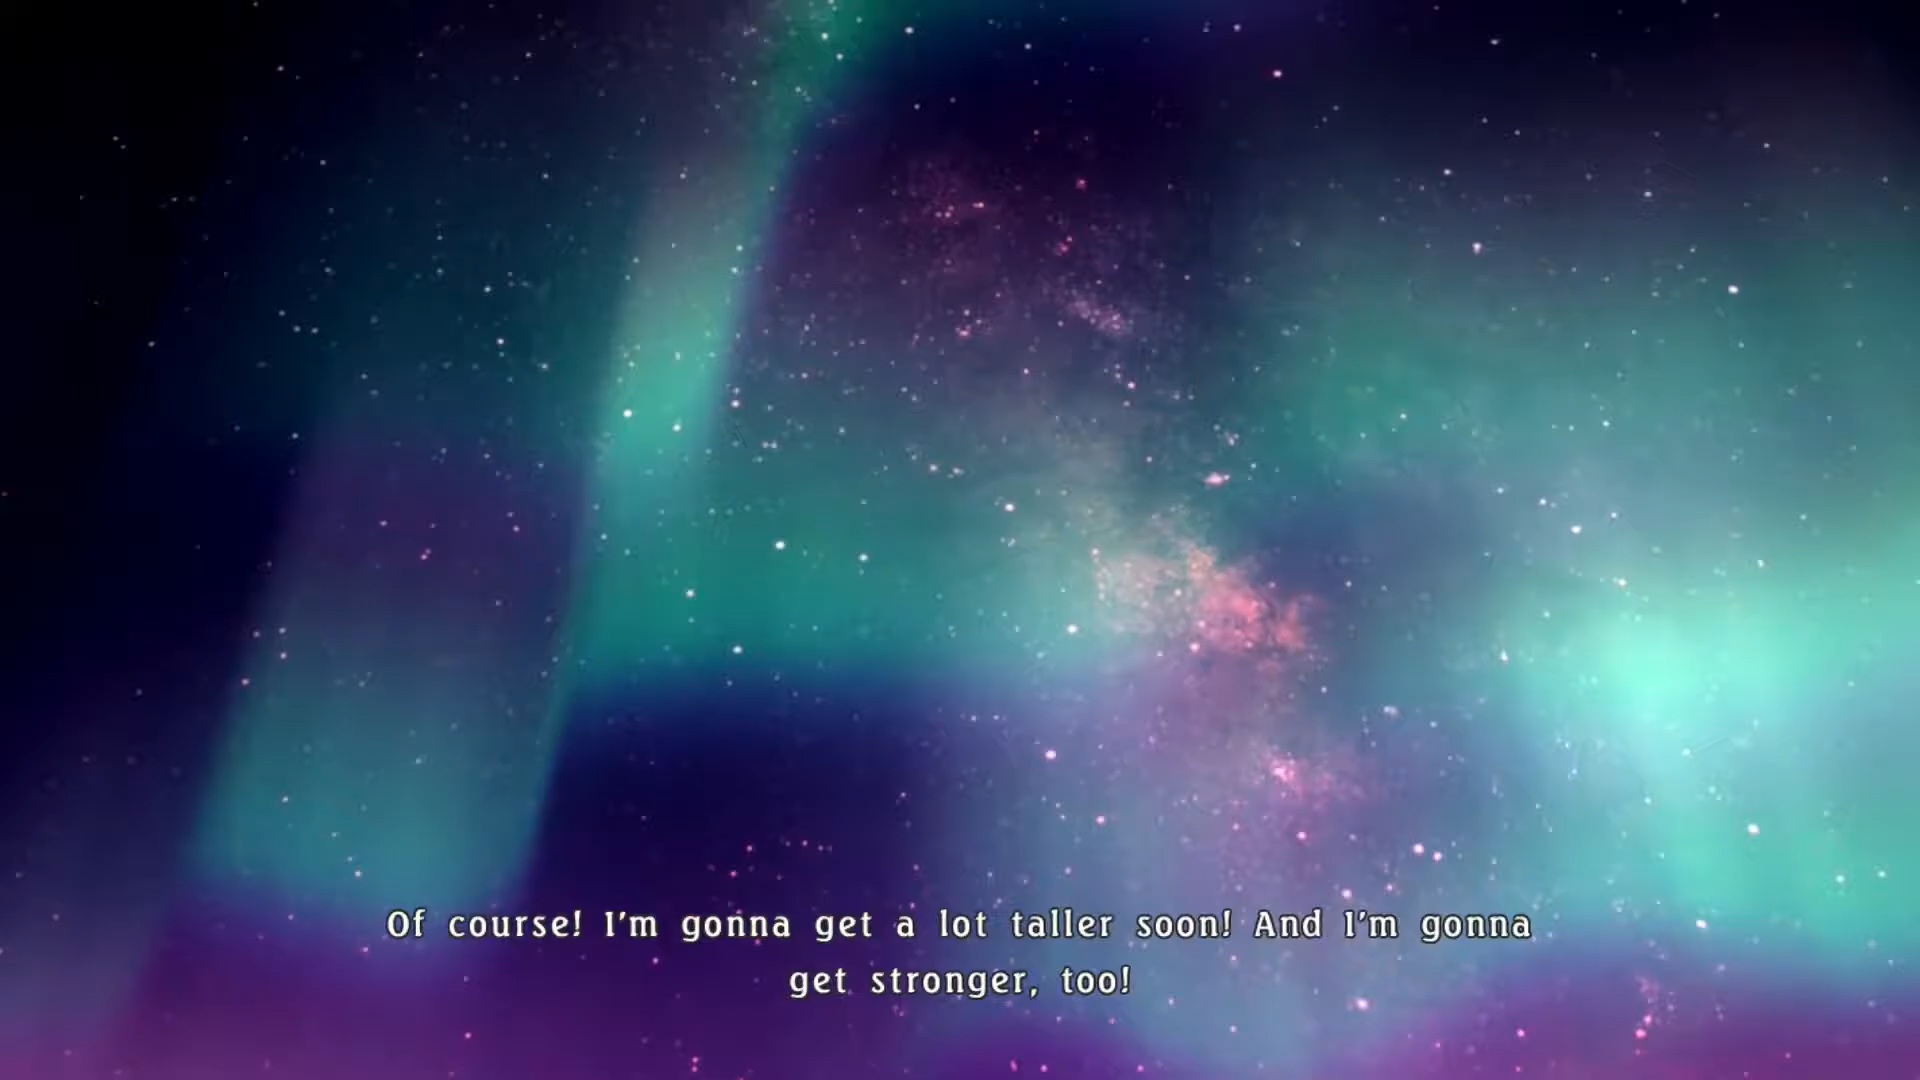 Of course! I'm gonna get a lot taller soon! And I'm gonna
get stronger, too!